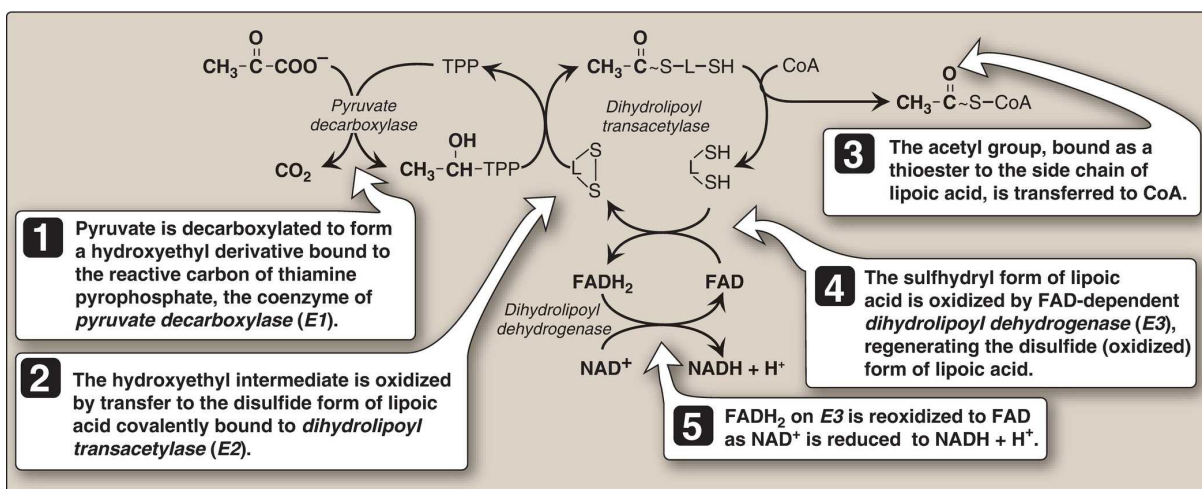 O
CH₃-C-COO⁻
TPP
O
CH₃-C~S-L-SH
CoA
O
CH₃-C~S-CoA
Pyruvate
decarboxylase
Dihydrolipoyl
transacetylase
CO₂
OH
CH₃-CH-TPP
S
L
S
SH
L
SH
FADH₂
FAD
Dihydrolipoyl
dehydrogenase
NAD⁺
NADH + H⁺
1 Pyruvate is decarboxylated to form
a hydroxyethyl derivative bound to
the reactive carbon of thiamine
pyrophosphate, the coenzyme of
pyruvate decarboxylase (E1).
2 The hydroxyethyl intermediate is oxidized
by transfer to the disulfide form of lipoic
acid covalently bound to dihydrolipoyl
transacetylase (E2).
3 The acetyl group, bound as a
thioester to the side chain of
lipoic acid, is transferred to CoA.
4 The sulfhydryl form of lipoic
acid is oxidized by FAD-dependent
dihydrolipoyl dehydrogenase (E3),
regenerating the disulfide (oxidized)
form of lipoic acid.
5 FADH₂ on E3 is reoxidized to FAD
as NAD⁺ is reduced to NADH + H⁺.